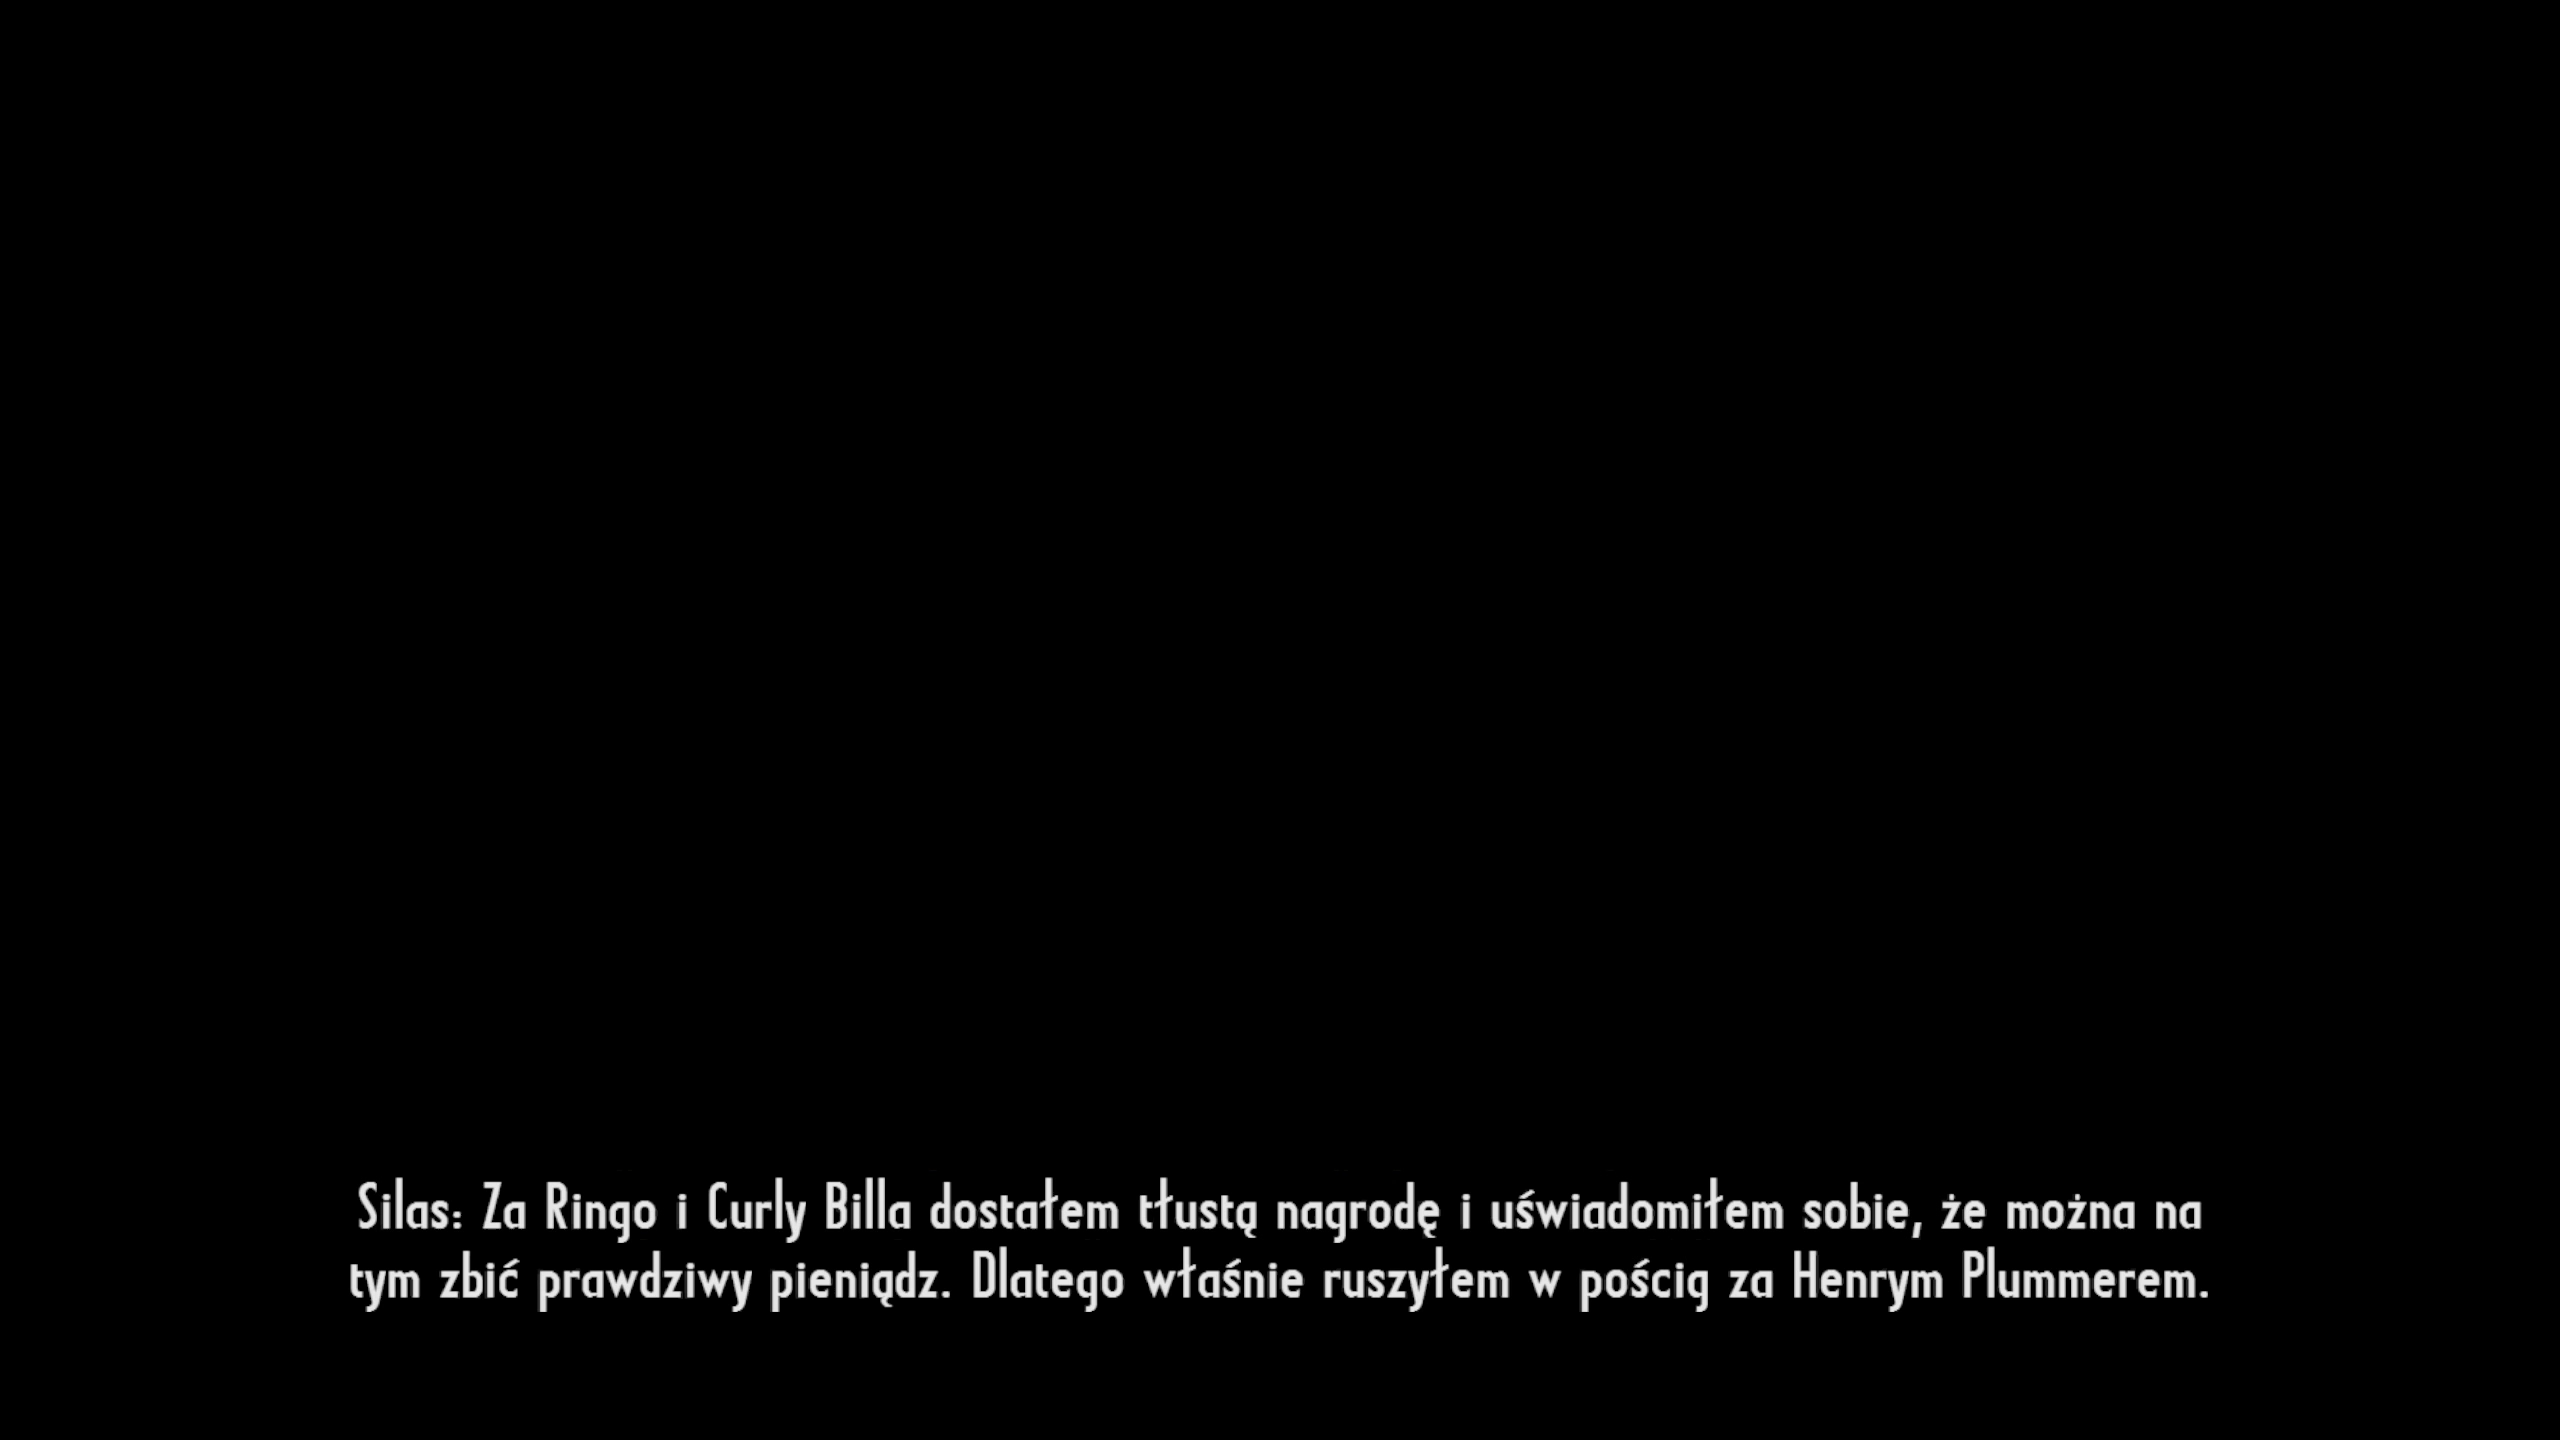 Silas: Za Ringo i Curly Billa dostałem tłustą nagrodę i uświadomiłem sobie, że można na
tym zbić prawdziwy pieniądz. Dlatego właśnie ruszyłem w pościg za Henrym Plummerem.